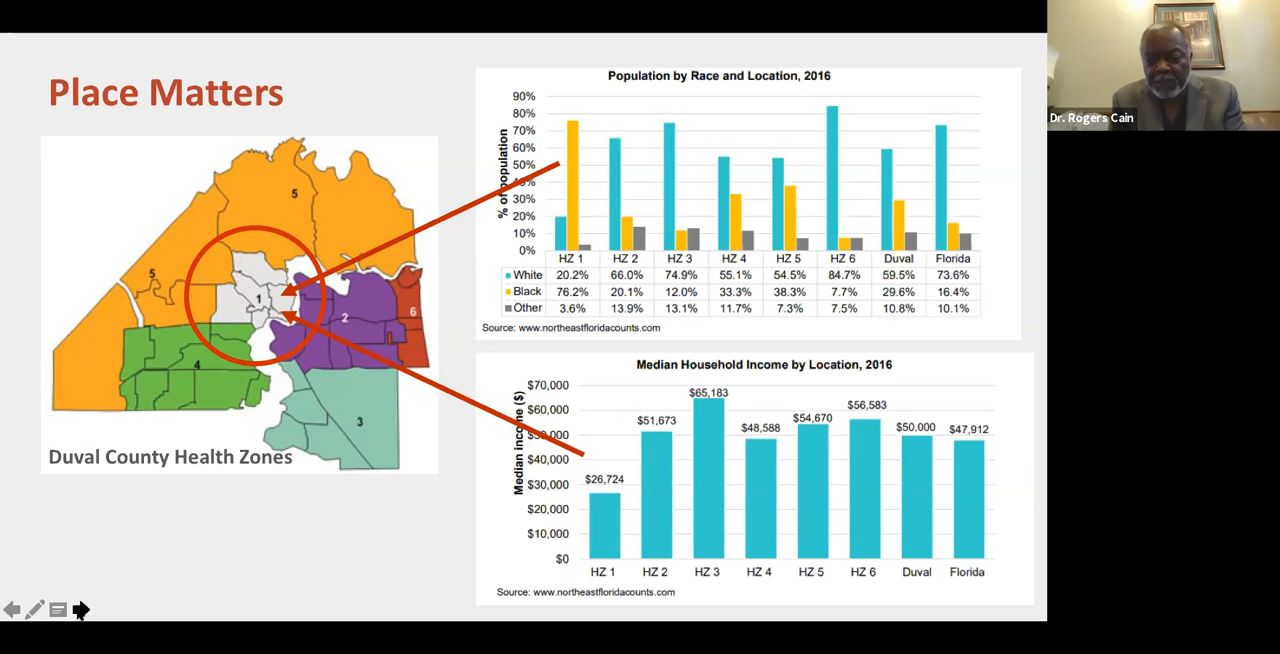 Place Matters
5
5
1
2
6
4
3
Duval County Health Zones
Population by Race and Location, 2016
% of population
90%
80%
70%
60%
50%
40%
30%
20%
10%
0%
HZ 1 HZ 2 HZ 3 HZ 4 HZ 5 HZ 6 Duval Florida
White 20.2% 66.0% 74.9% 55.1% 54.5% 84.7% 59.5% 73.6%
Black 76.2% 20.1% 12.0% 33.3% 38.3% 7.7% 29.6% 16.4%
Other 3.6% 13.9% 13.1% 11.7% 7.3% 7.5% 10.8% 10.1%
Source: www.northeastfloridacounts.com
Median Household Income by Location, 2016
Median income ($)
$70,000
$60,000
$50,000
$40,000
$30,000
$20,000
$10,000
$0
$26,724
$51,673
$65,183
$48,588
$54,670
$56,583
$50,000
$47,912
HZ 1 HZ 2 HZ 3 HZ 4 HZ 5 HZ 6 Duval Florida
Source: www.northeastfloridacounts.com
Dr. Rogers Cain